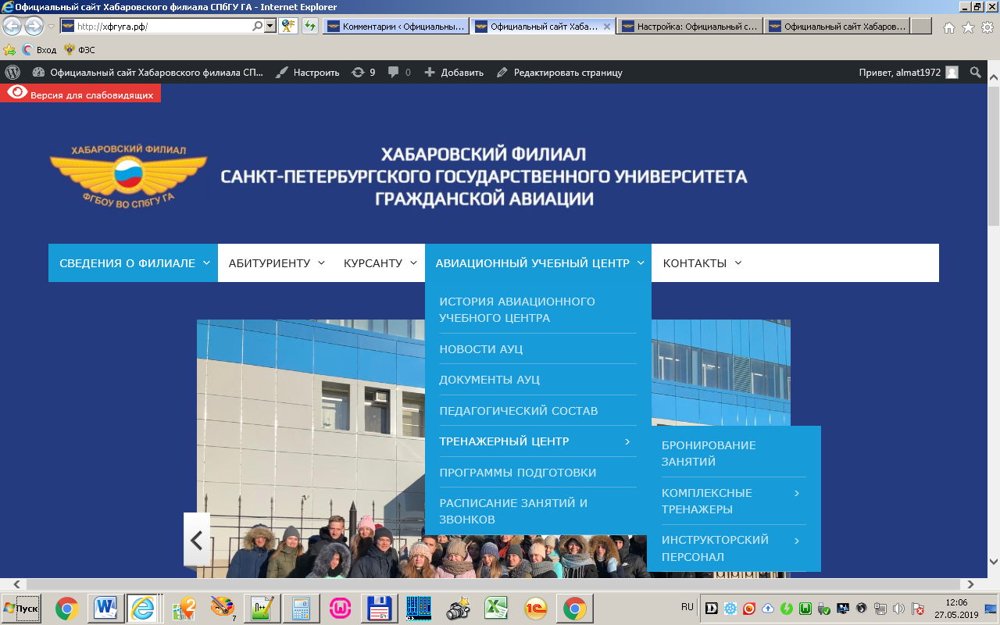 Официальный сайт Хабаровского филиала СПбГУ ГА - Internet Explorer
http://хфгуга.рф/
Комментарии ‹ Официальны...
Официальный сайт Хаба...
Настройка: Официальный с...
Официальный сайт Хабаров...
Вход
ФЗС
Официальный сайт Хабаровского филиала СП...
Настроить
9
0
Добавить
Редактировать страницу
Привет, almat1972
Версия для слабовидящих
ХАБАРОВСКИЙ ФИЛИАЛ
ФГБОУ ВО СПбГУ ГА
ХАБАРОВСКИЙ ФИЛИАЛ
САНКТ-ПЕТЕРБУРГСКОГО ГОСУДАРСТВЕННОГО УНИВЕРСИТЕТА
ГРАЖДАНСКОЙ АВИАЦИИ
СВЕДЕНИЯ О ФИЛИАЛЕ
АБИТУРИЕНТУ
КУРСАНТУ
АВИАЦИОННЫЙ УЧЕБНЫЙ ЦЕНТР
КОНТАКТЫ
ИСТОРИЯ АВИАЦИОННОГО
УЧЕБНОГО ЦЕНТРА
НОВОСТИ АУЦ
ДОКУМЕНТЫ АУЦ
ПЕДАГОГИЧЕСКИЙ СОСТАВ
ТРЕНАЖЕРНЫЙ ЦЕНТР
ПРОГРАММЫ ПОДГОТОВКИ
РАСПИСАНИЕ ЗАНЯТИЙ И
ЗВОНКОВ
БРОНИРОВАНИЕ
ЗАНЯТИЙ
КОМПЛЕКСНЫЕ
ТРЕНАЖЕРЫ
ИНСТРУКТОРСКИЙ
ПЕРСОНАЛ
Пуск
RU
12:06
27.05.2019